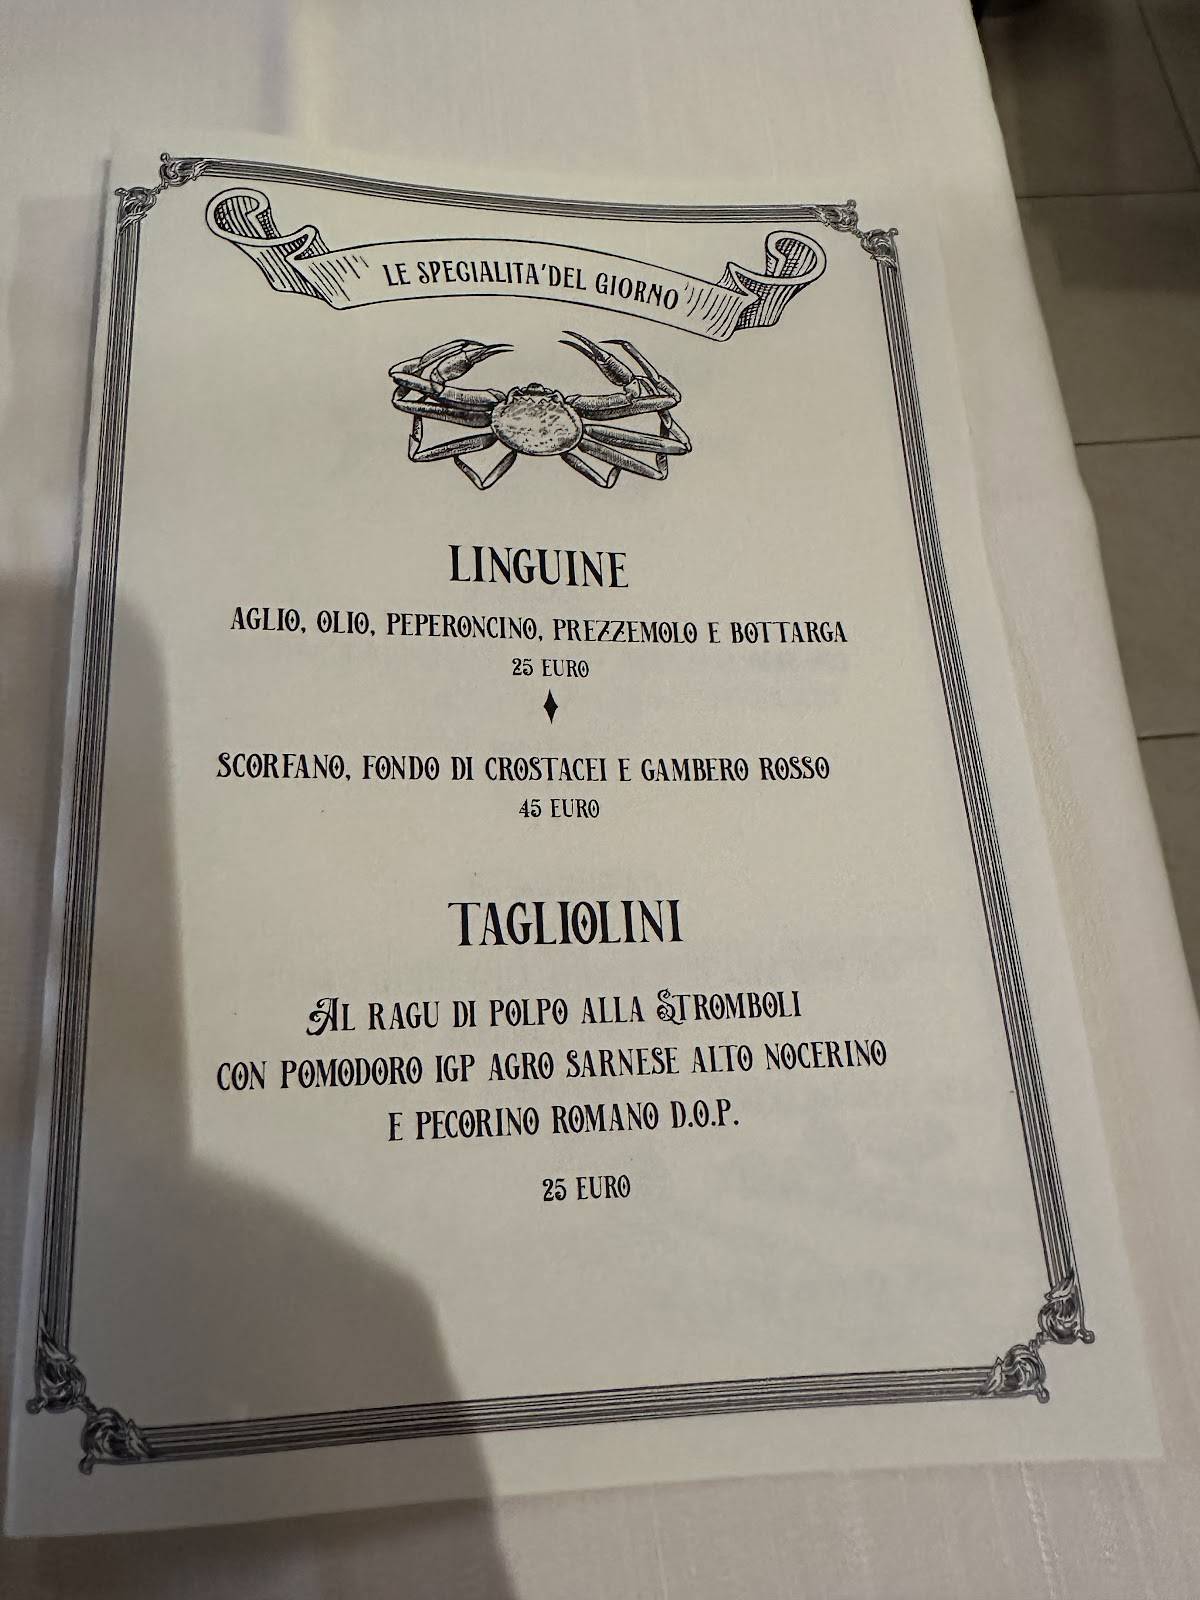 LE SPECIALITA' DEL GIORNO
LINGUINE
AGLIO, OLIO, PEPERONCINO, PREZZEMOLO E BOTTARGA
25 EURO
SCORFANO, FONDO DI CROSTACEI E GAMBERO ROSSO
45 EURO
TAGLIOLINI
AL RAGU DI POLPO ALLA STROMBOLI
CON POMODORO IGP AGRO SARNESE ALTO NOCERINO
E PECORINO ROMANO D.O.P.
25 EURO